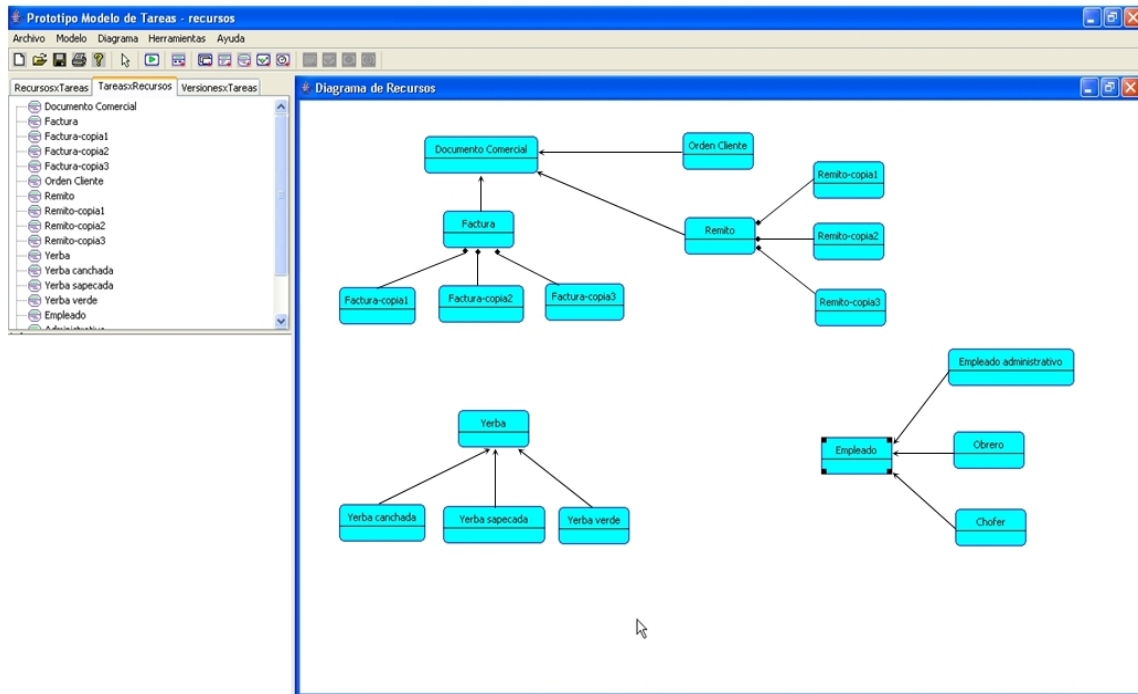 Prototipo Modelo de Tareas - recursos
Archivo Modelo Diagrama Herramientas Ayuda
RecursosxTareas TareasxRecursos VersionesxTareas
Documento Comercial
Factura
Factura-copia1
Factura-copia2
Factura-copia3
Orden Cliente
Remito
Remito-copia1
Remito-copia2
Remito-copia3
Yerba
Yerba canchada
Yerba sapecada
Yerba verde
Empleado
Administrativo
Diagrama de Recursos
Documento Comercial
Orden Cliente
Remito-copia1
Factura
Remito
Remito-copia2
Factura-copia1
Factura-copia2
Factura-copia3
Remito-copia3
Empleado administrativo
Yerba
Empleado
Obrero
Yerba canchada
Yerba sapecada
Yerba verde
Chofer